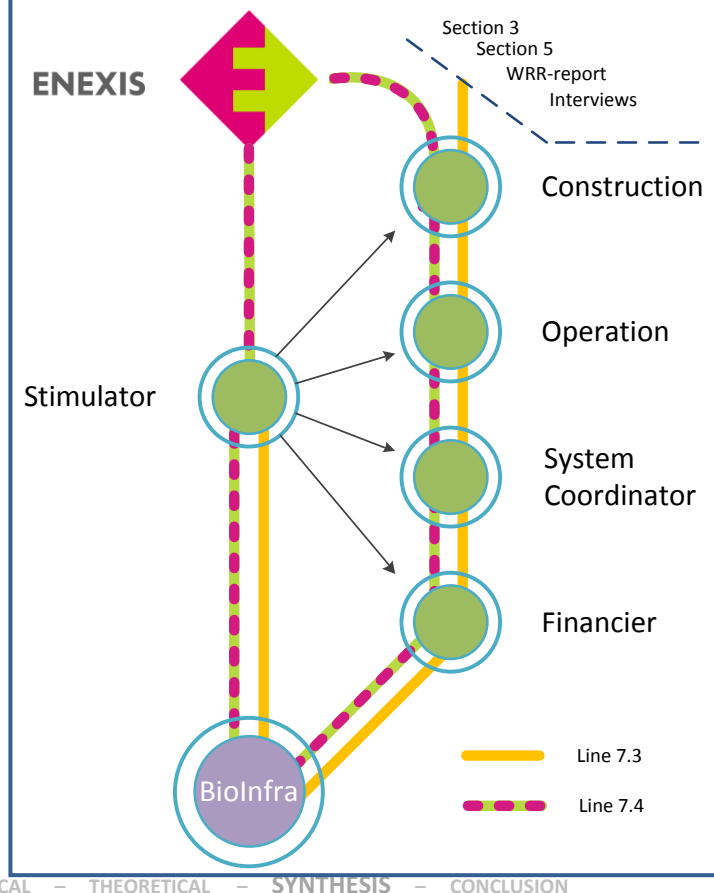 Section 3
Section 5
WRR-report
Interviews
ENEXIS
Construction
Operation
Stimulator
System
Coordinator
Financier
BioInfra
Line 7.3
Line 7.4
CAL – THEORETICAL – SYNTHESIS – CONCLUSION